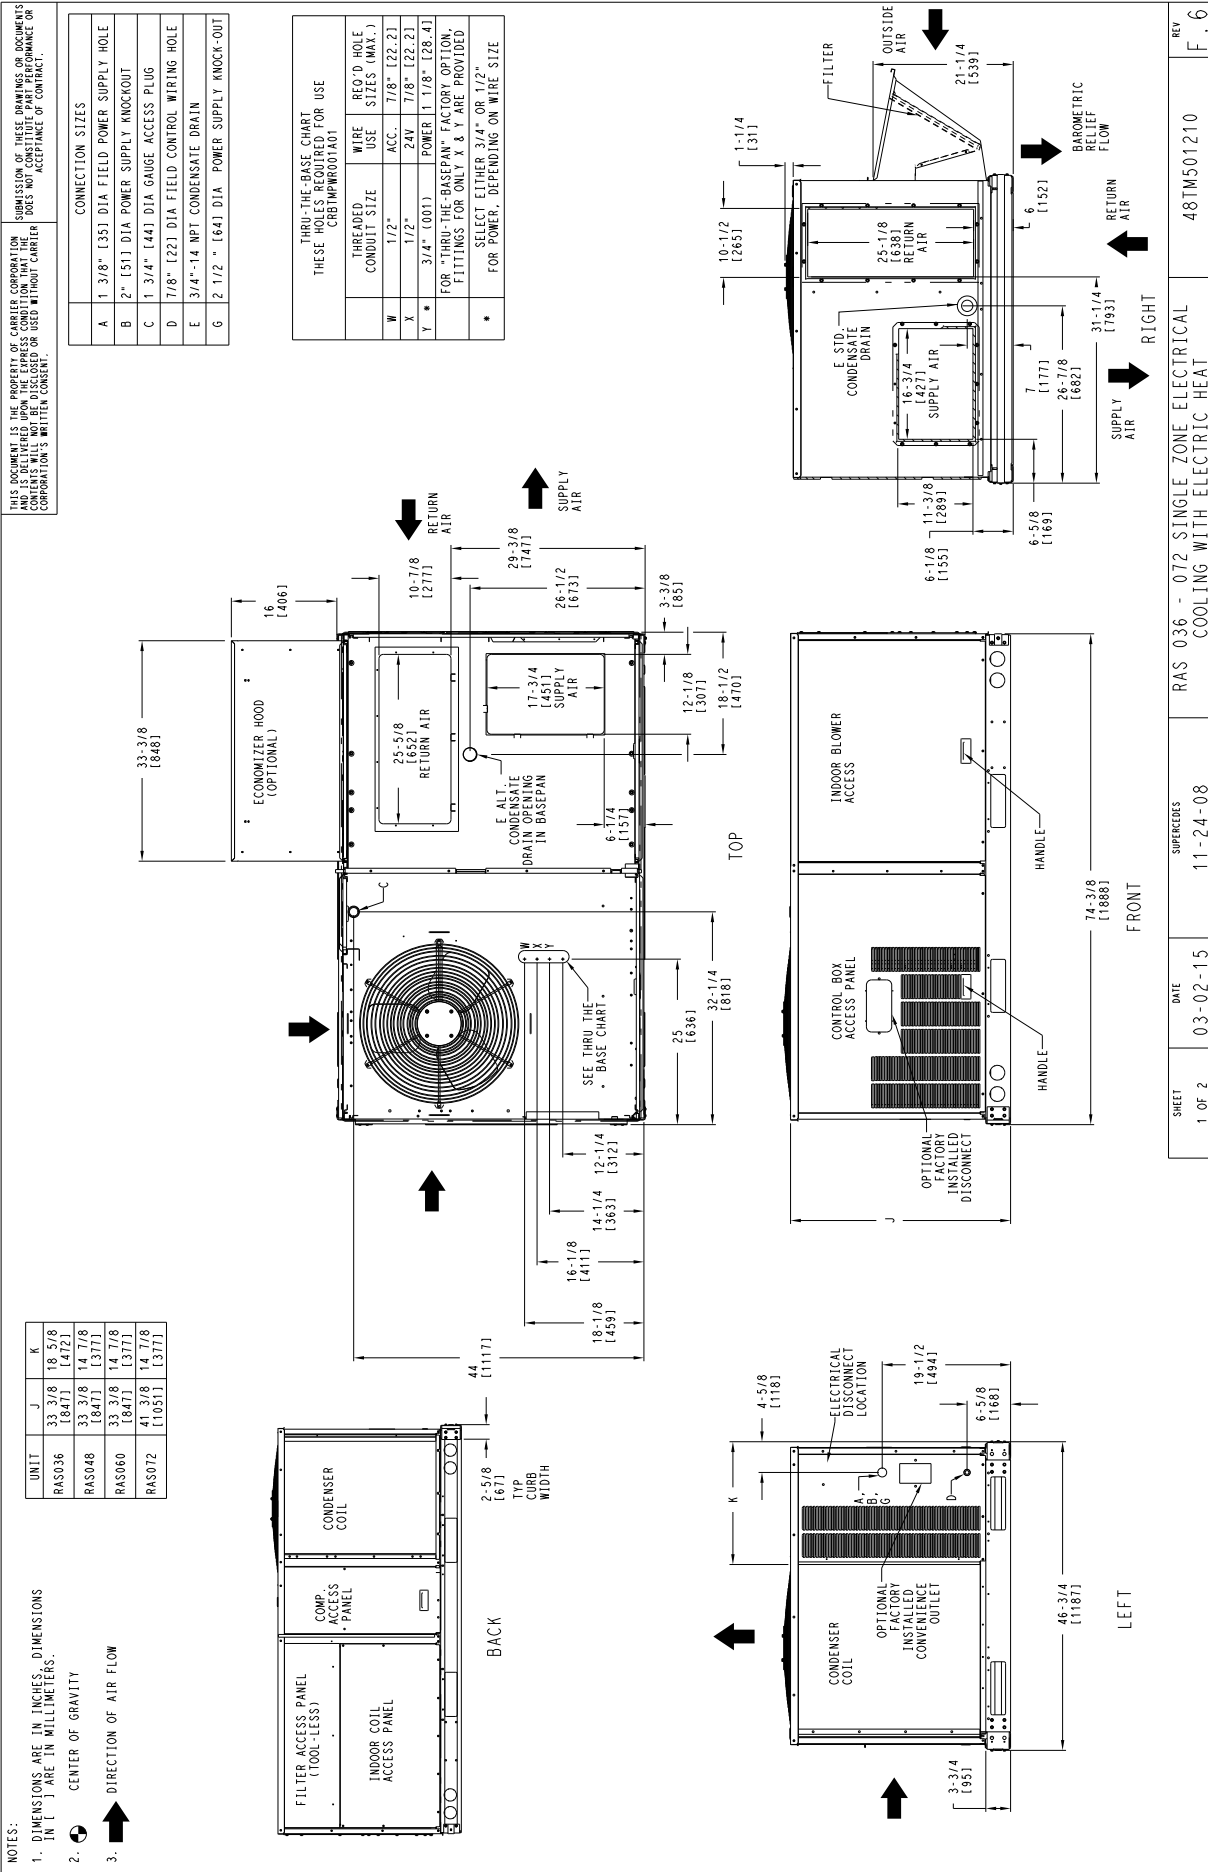 NOTES:
1. DIMENSIONS ARE IN INCHES, DIMENSIONS
IN [ ] ARE IN MILLIMETERS.
2. CENTER OF GRAVITY
3. DIRECTION OF AIR FLOW
UNIT J K
RAS036 33 3/8 [847] 18 5/8 [472]
RAS048 33 3/8 [847] 14 7/8 [377]
RAS060 33 3/8 [847] 14 7/8 [377]
RAS072 41 3/8 [1051] 14 7/8 [377]
THIS DOCUMENT IS THE PROPERTY OF CARRIER CORPORATION
AND IS DELIVERED UPON THE EXPRESS CONDITION THAT THE
CONTENTS WILL NOT BE DISCLOSED OR USED WITHOUT CARRIER
CORPORATION'S WRITTEN CONSENT.
SUBMISSION OF THESE DRAWINGS OR DOCUMENTS
DOES NOT CONSTITUTE PART PERFORMANCE OR
ACCEPTANCE OF CONTRACT.
CONNECTION SIZES
A 1 3/8" [35] DIA FIELD POWER SUPPLY HOLE
B 2" [51] DIA POWER SUPPLY KNOCKOUT
C 1 3/4" [44] DIA GAUGE ACCESS PLUG
D 7/8" [22] DIA FIELD CONTROL WIRING HOLE
E 3/4"-14 NPT CONDENSATE DRAIN
G 2 1/2 " [64] DIA POWER SUPPLY KNOCK-OUT
THRU-THE-BASE CHART
THESE HOLES REQUIRED FOR USE
CRBTMPWR001A01
THREADED CONDUIT SIZE WIRE USE REQ'D HOLE SIZES (MAX.)
W 1/2" ACC. 7/8" [22.2]
X 1/2" 24V 7/8" [22.2]
Y * 3/4" (001) POWER 1 1/8" [28.4]
FOR "THRU-THE-BASEPAN" FACTORY OPTION,
FITTINGS FOR ONLY X & Y ARE PROVIDED
* SELECT EITHER 3/4" OR 1/2"
FOR POWER, DEPENDING ON WIRE SIZE
FILTER ACCESS PANEL
(TOOL-LESS)
INDOOR COIL
ACCESS PANEL
COMP.
ACCESS
PANEL
CONDENSER
COIL
2-5/8
[67]
TYP
CURB
WIDTH
BACK
33-3/8
[848]
16
[406]
ECONOMIZER HOOD
(OPTIONAL)
10-7/8
[277]
RETURN
AIR
29-3/8
[747]
SUPPLY
AIR
26-1/2
[673]
3-3/8
[85]
25-5/8
[652]
RETURN AIR
17-3/4
[451]
SUPPLY
AIR
12-1/8
[307]
18-1/2
[470]
E ALT.
CONDENSATE
DRAIN OPENING
IN BASEPAN
6-1/4
[157]
C
W
X
Y
SEE THRU THE
BASE CHART
25
[636]
32-1/4
[818]
44
[1117]
18-1/8
[459]
16-1/8
[411]
14-1/4
[363]
12-1/4
[312]
TOP
CONDENSER
COIL
K
4-5/8
[118]
ELECTRICAL
DISCONNECT
LOCATION
A,
B,
G
D
OPTIONAL
FACTORY
INSTALLED
CONVENIENCE
OUTLET
19-1/2
[494]
6-5/8
[168]
3-3/4
[95]
46-3/4
[1187]
LEFT
J
OPTIONAL
FACTORY
INSTALLED
DISCONNECT
CONTROL BOX
ACCESS PANEL
INDOOR BLOWER
ACCESS
HANDLE
HANDLE
74-3/8
[1888]
FRONT
OUTSIDE
AIR
FILTER
21-1/4
[539]
1-1/4
[31]
BAROMETRIC
RELIEF
FLOW
10-1/2
[265]
25-1/8
[638]
RETURN
AIR
6
[152]
RETURN
AIR
E STD.
CONDENSATE
DRAIN
16-3/4
[427]
SUPPLY AIR
7
[177]
26-7/8
[682]
31-1/4
[793]
SUPPLY
AIR
11-3/8
[289]
6-1/8
[155]
6-5/8
[169]
RIGHT
SHEET
1 OF 2
DATE
03-02-15
SUPERCEDES
11-24-08
RAS 036 - 072 SINGLE ZONE ELECTRICAL
COOLING WITH ELECTRIC HEAT
48TM501210
REV
F.6